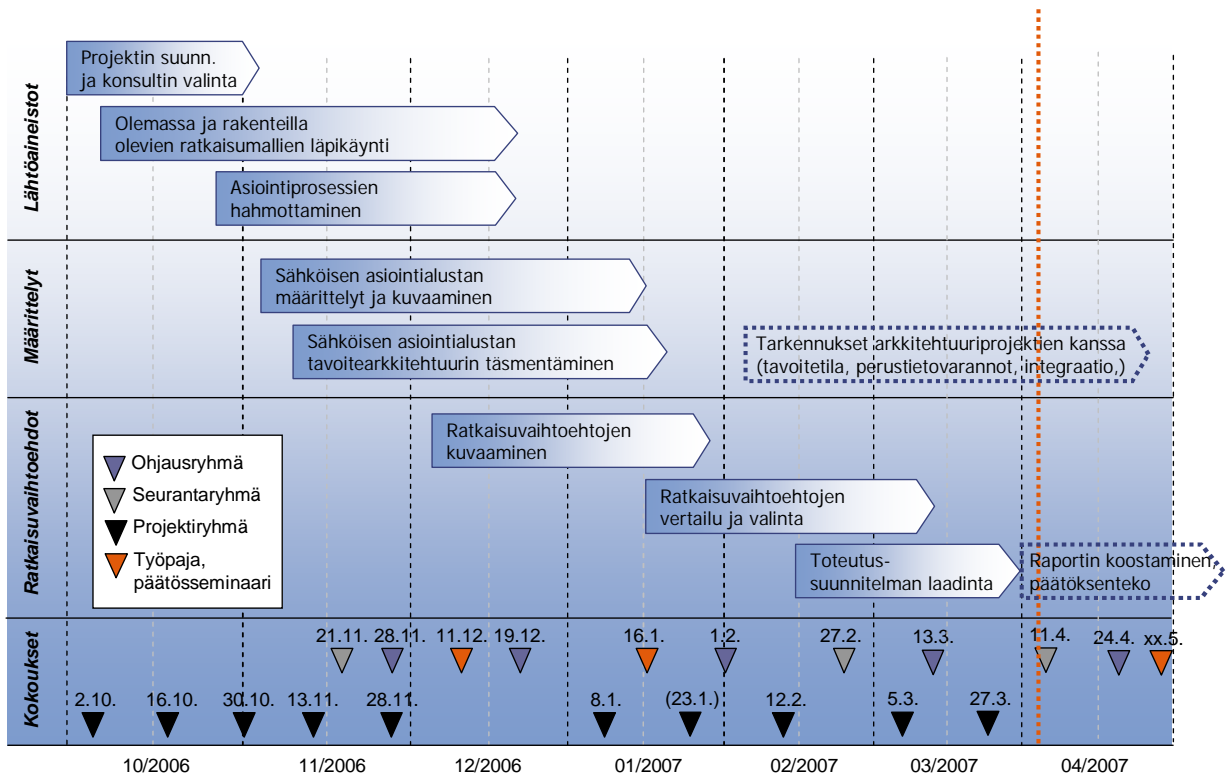 Lähtöaineistot
Projektin suunn.
ja konsultin valinta
Olemassa ja rakenteilla
olevien ratkaisumallien läpikäynti
Asiointiprosessien
hahmottaminen
Määrittelyt
Sähköisen asiointialustan
määrittelyt ja kuvaaminen
Sähköisen asiointialustan
tavoitearkkitehtuurin täsmentäminen
Tarkennukset arkkitehtuuriprojektien kanssa
(tavoitetila, perustietovarannot, integraatio,)
Ratkaisuvaihtoehdot
Ratkaisuvaihtoehtojen
kuvaaminen
Ratkaisuvaihtoehtojen
vertailu ja valinta
Toteutus-
suunnitelman laadinta
Raportin koostaminen,
päätöksenteko
Ohjausryhmä
Seurantaryhmä
Projektiryhmä
Työpaja,
päätösseminaari
Kokoukset
21.11. 28.11. 11.12. 19.12. 16.1. 1.2. 27.2. 13.3. 11.4. 24.4. xx.5.
2.10. 16.10. 30.10. 13.11. 28.11. 8.1. (23.1.) 12.2. 5.3. 27.3.
10/2006 11/2006 12/2006 01/2007 02/2007 03/2007 04/2007